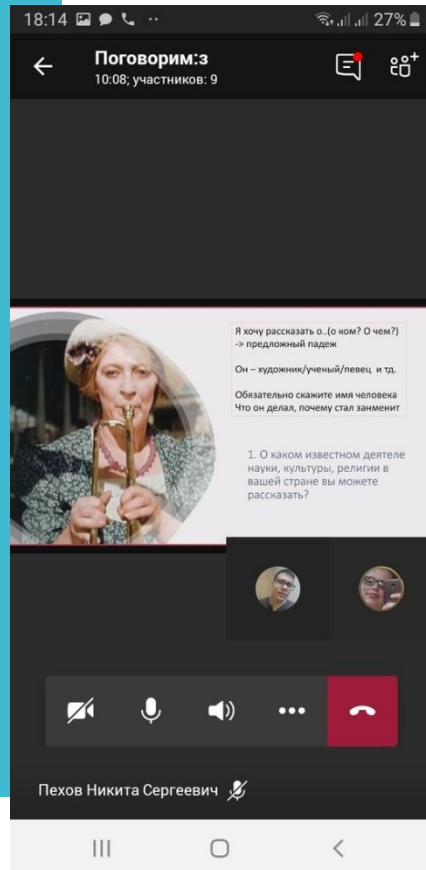 18:14
27%
Поговорим:з
10:08; участников: 9
Я хочу рассказать о..(о ком? О чем?)
-> предложный падеж
Он – художник/ученый/певец и тд.
Обязательно скажите имя человека
Что он делал, почему стал занменит
1. О каком известном деятеле
науки, культуры, религии в
вашей стране вы можете
рассказать?
Пехов Никита Сергеевич